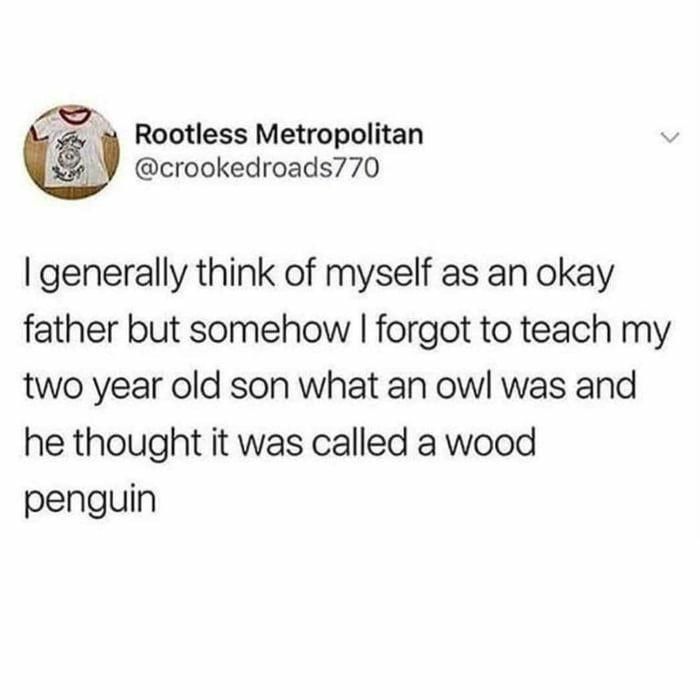 Rootless Metropolitan
@crookedroads770
I generally think of myself as an okay
father but somehow I forgot to teach my
two year old son what an owl was and
he thought it was called a wood
penguin